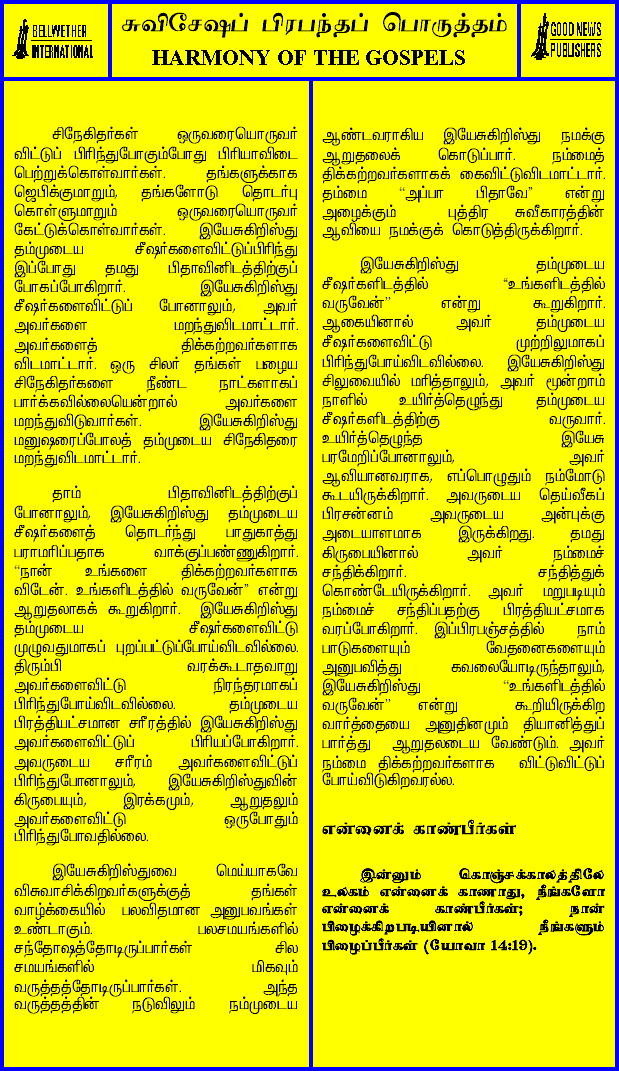 BELLWETHER
INTERNATIONAL
சுவிசேஷப் பிரபந்தப் பொருத்தம்
HARMONY OF THE GOSPELS
GOOD NEWS
PUBLISHERS
சிநேகிதர்கள் ஒருவரையொருவர்
விட்டுப் பிரிந்துபோகும்போது பிரியாவிடை
பெற்றுக்கொள்வார்கள். தங்களுக்காக
ஜெபிக்குமாறும், தங்களோடு தொடர்பு
கொள்ளுமாறும் ஒருவரையொருவர்
கேட்டுக்கொள்வார்கள். இயேசுகிறிஸ்து
தம்முடைய சீஷர்களைவிட்டுப்பிரிந்து
இப்போது தமது பிதாவினிடத்திற்குப்
போகப்போகிறார். இயேசுகிறிஸ்து
சீஷர்களைவிட்டுப் போனாலும், அவர்
அவர்களை மறந்துவிடமாட்டார்.
அவர்களைத் திக்கற்றவர்களாக
விடமாட்டார். ஒரு சிலர் தங்கள் பழைய
சிநேகிதர்களை நீண்ட நாட்களாகப்
பார்க்கவில்லையென்றால் அவர்களை
மறந்துவிடுவார்கள். இயேசுகிறிஸ்து
மனுஷரைப்போலத் தம்முடைய சிநேகிதரை
மறந்துவிடமாட்டார்.
தாம் பிதாவினிடத்திற்குப்
போனாலும், இயேசுகிறிஸ்து தம்முடைய
சீஷர்களைத் தொடர்ந்து பாதுகாத்து
பராமரிப்பதாக வாக்குப்பண்ணுகிறார்.
“நான் உங்களை திக்கற்றவர்களாக
விடேன். உங்களிடத்தில் வருவேன்” என்று
ஆறுதலாகக் கூறுகிறார். இயேசுகிறிஸ்து
தம்முடைய சீஷர்களைவிட்டு
முழுவதுமாகப் புறப்பட்டுப்போய்விடவில்லை.
திரும்பி வரக்கூடாதவாறு
அவர்களைவிட்டு நிரந்தரமாகப்
பிரிந்துபோய்விடவில்லை. தம்முடைய
பிரத்தியட்சமான சரீரத்தில் இயேசுகிறிஸ்து
அவர்களைவிட்டுப் பிரியப்போகிறார்.
அவருடைய சரீரம் அவர்களைவிட்டுப்
பிரிந்துபோனாலும், இயேசுகிறிஸ்துவின்
கிருபையும், இரக்கமும், ஆறுதலும்
அவர்களைவிட்டு ஒருபோதும்
பிரிந்துபோவதில்லை.
இயேசுகிறிஸ்துவை மெய்யாகவே
விசுவாசிக்கிறவர்களுக்குத் தங்கள்
வாழ்க்கையில் பலவிதமான அனுபவங்கள்
உண்டாகும். பலசமயங்களில்
சந்தோஷத்தோடிருப்பார்கள் சில
சமயங்களில் மிகவும்
வருத்தத்தோடிருப்பார்கள். அந்த
வருத்தத்தின் நடுவிலும் நம்முடைய
ஆண்டவராகிய இயேசுகிறிஸ்து நமக்கு
ஆறுதலைக் கொடுப்பார். நம்மைத்
திக்கற்றவர்களாகக் கைவிட்டுவிடமாட்டார்.
தம்மை “அப்பா பிதாவே” என்று
அழைக்கும் புத்திர சுவீகாரத்தின்
ஆவியை நமக்குக் கொடுத்திருக்கிறார்.
இயேசுகிறிஸ்து தம்முடைய
சீஷர்களிடத்தில் “உங்களிடத்தில்
வருவேன்” என்று கூறுகிறார்.
ஆகையினால் அவர் தம்முடைய
சீஷர்களைவிட்டு முற்றிலுமாகப்
பிரிந்துபோய்விடவில்லை. இயேசுகிறிஸ்து
சிலுவையில் மரித்தாலும், அவர் மூன்றாம்
நாளில் உயிர்த்தெழுந்து தம்முடைய
சீஷர்களிடத்திற்கு வருவார்.
உயிர்த்தெழுந்த இயேசு
பரமேறிப்போனாலும், அவர்
ஆவியானவராக, எப்பொழுதும் நம்மோடு
கூடயிருக்கிறார். அவருடைய தெய்வீகப்
பிரசன்னம் அவருடைய அன்புக்கு
அடையாளமாக இருக்கிறது. தமது
கிருபையினால் அவர் நம்மைச்
சந்திக்கிறார். சந்தித்துக்
கொண்டேயிருக்கிறார். அவர் மறுபடியும்
நம்மைச் சந்திப்பதற்கு பிரத்தியட்சமாக
வரப்போகிறார். இப்பிரபஞ்சத்தில் நாம்
பாடுகளையும் வேதனைகளையும்
அனுபவித்து கவலையோடிருந்தாலும்,
இயேசுகிறிஸ்து “உங்களிடத்தில்
வருவேன்” என்று கூறியிருக்கிற
வார்த்தையை அனுதினமும் தியானித்துப்
பார்த்து ஆறுதலடைய வேண்டும். அவர்
நம்மை திக்கற்றவர்களாக விட்டுவிட்டுப்
போய்விடுகிறவரல்ல.
என்னைக் காண்பீர்கள்
இன்னும் கொஞ்சக்காலத்திலே
உலகம் என்னைக் காணாது, நீங்களோ
என்னைக் காண்பீர்கள்; நான்
பிழைக்கிறபடியினால் நீங்களும்
பிழைப்பீர்கள் (யோவா 14:19).